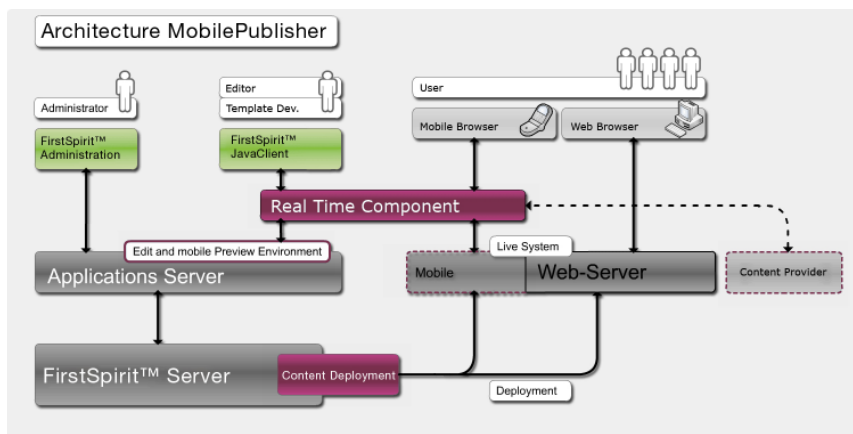 Architecture MobilePublisher
Administrator
Editor
Template Dev.
User
Mobile Browser
Web Browser
FirstSpirit™
Administration
FirstSpirit™
JavaClient
Real Time Component
Edit and mobile Preview Environment
Live System
Applications Server
Mobile
Web-Server
Content Provider
FirstSpirit™ Server
Content Deployment
Deployment